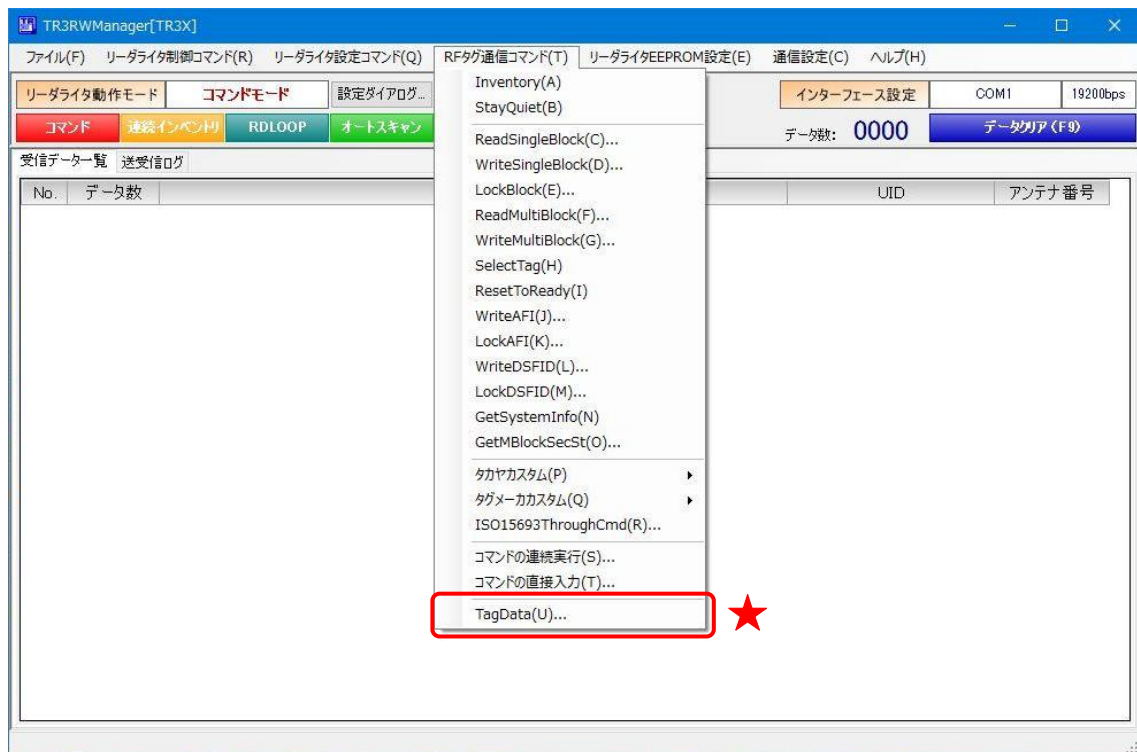 TR3RWManager[TR3X]
ファイル(F) リーダライタ制御コマンド(R) リーダライタ設定コマンド(Q) RFタグ通信コマンド(T) リーダライタEEPROM設定(E) 通信設定(C) ヘルプ(H)
リーダライタ動作モード コマンドモード 設定ダイアログ... インターフェース設定 COM1 19200bps
コマンド 連続インベントリ RDLOOP オートスキャン データ数: 0000 データクリア (F9)
受信データ一覧 送受信ログ
No. データ数 UID アンテナ番号
Inventory(A)
StayQuiet(B)
ReadSingleBlock(C)...
WriteSingleBlock(D)...
LockBlock(E)...
ReadMultiBlock(F)...
WriteMultiBlock(G)...
SelectTag(H)
ResetToReady(I)
WriteAFI(J)...
LockAFI(K)...
WriteDSFID(L)...
LockDSFID(M)...
GetSystemInfo(N)
GetMBlockSecSt(O)...
タカヤカスタム(P)
タグメーカカスタム(Q)
ISO15693ThroughCmd(R)...
コマンドの連続実行(S)...
コマンドの直接入力(T)...
TagData(U)... ★